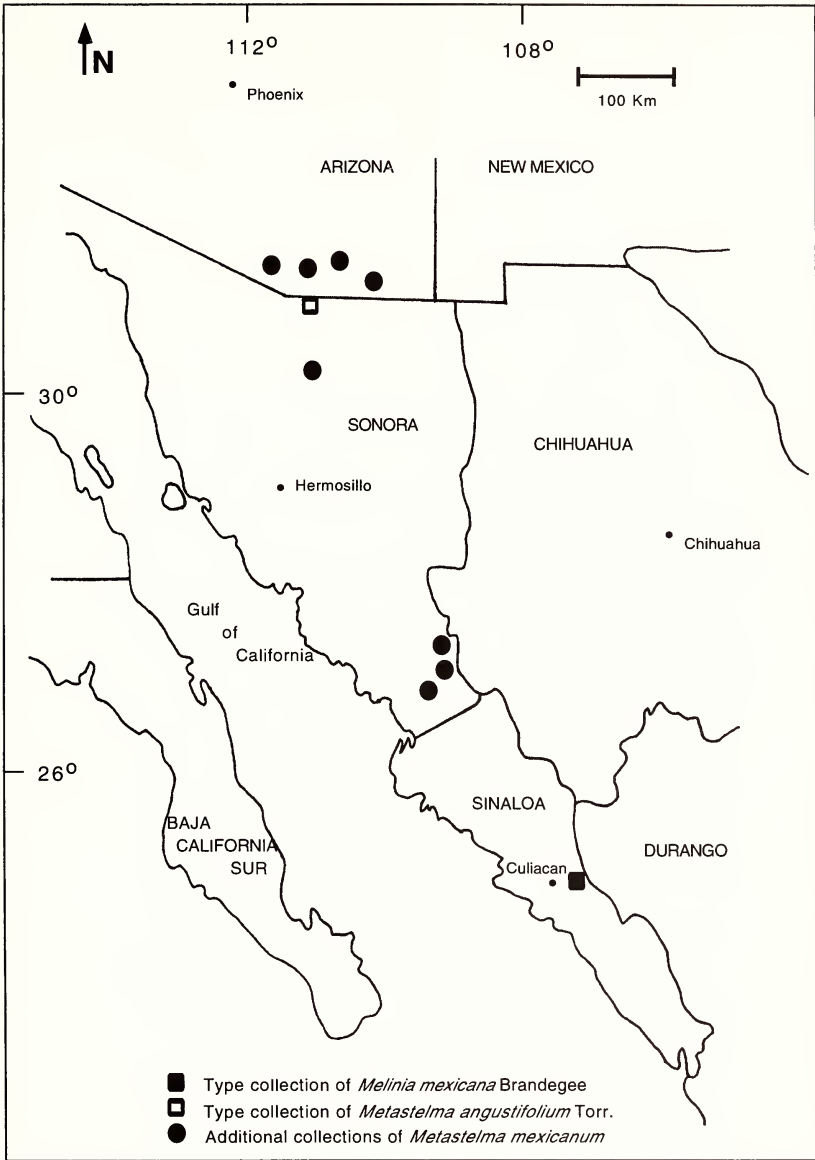 112°
108°
N
Phoenix
100 Km
ARIZONA
NEW MEXICO
30°
SONORA
CHIHUAHUA
Hermosillo
Chihuahua
Gulf
of
California
26°
SINALOA
BAJA
CALIFORNIA
SUR
DURANGO
Culiacan
Type collection of Melinia mexicana Brandegee
Type collection of Metastelma angustifolium Torr.
Additional collections of Metastelma mexicanum